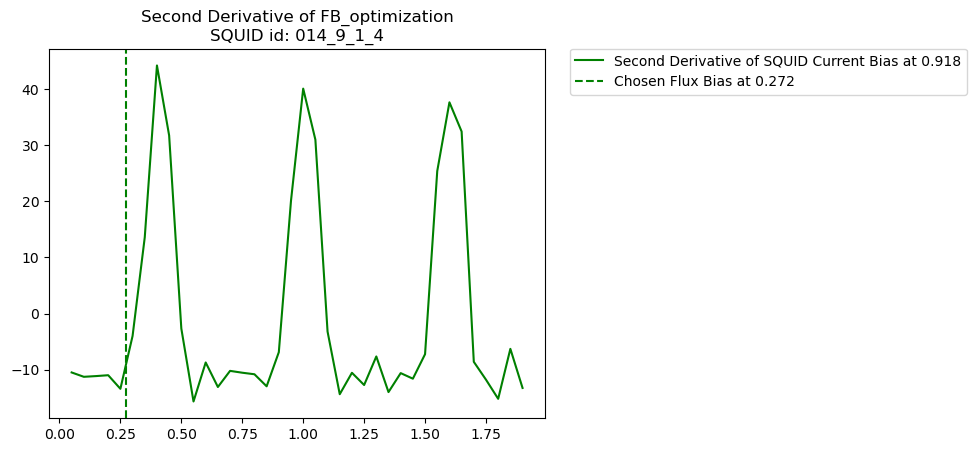 Second Derivative of FB_optimization
SQUID id: 014_9_1_4
Second Derivative of SQUID Current Bias at 0.918
Chosen Flux Bias at 0.272
40
30
20
10
0
−10
0.00 0.25 0.50 0.75 1.00 1.25 1.50 1.75